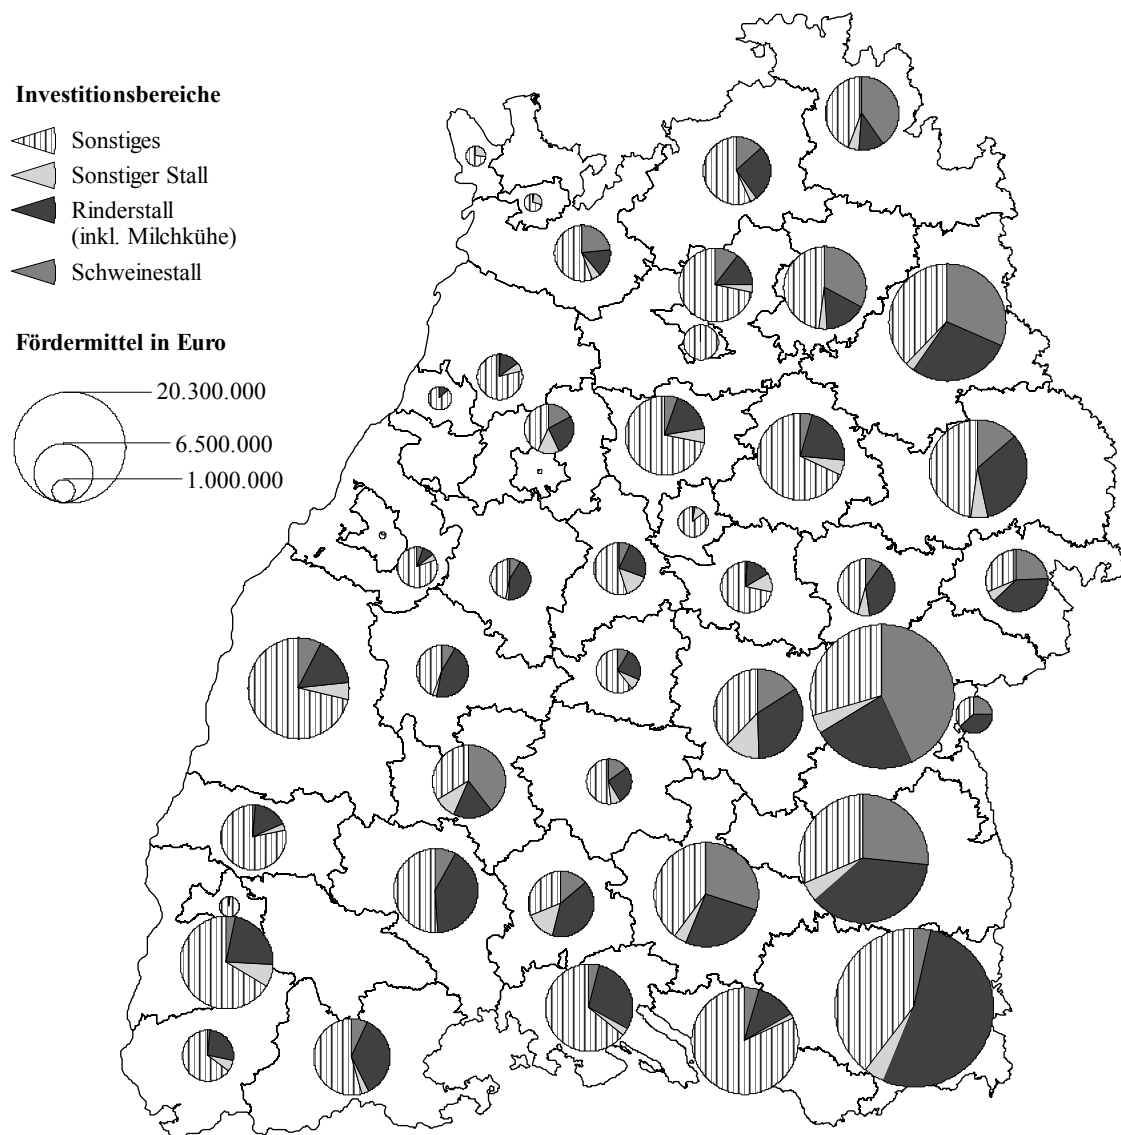 Investitionsbereiche
Sonstiges
Sonstiger Stall
Rinderstall
(inkl. Milchkühe)
Schweinestall
Fördermittel in Euro
20.300.000
6.500.000
1.000.000